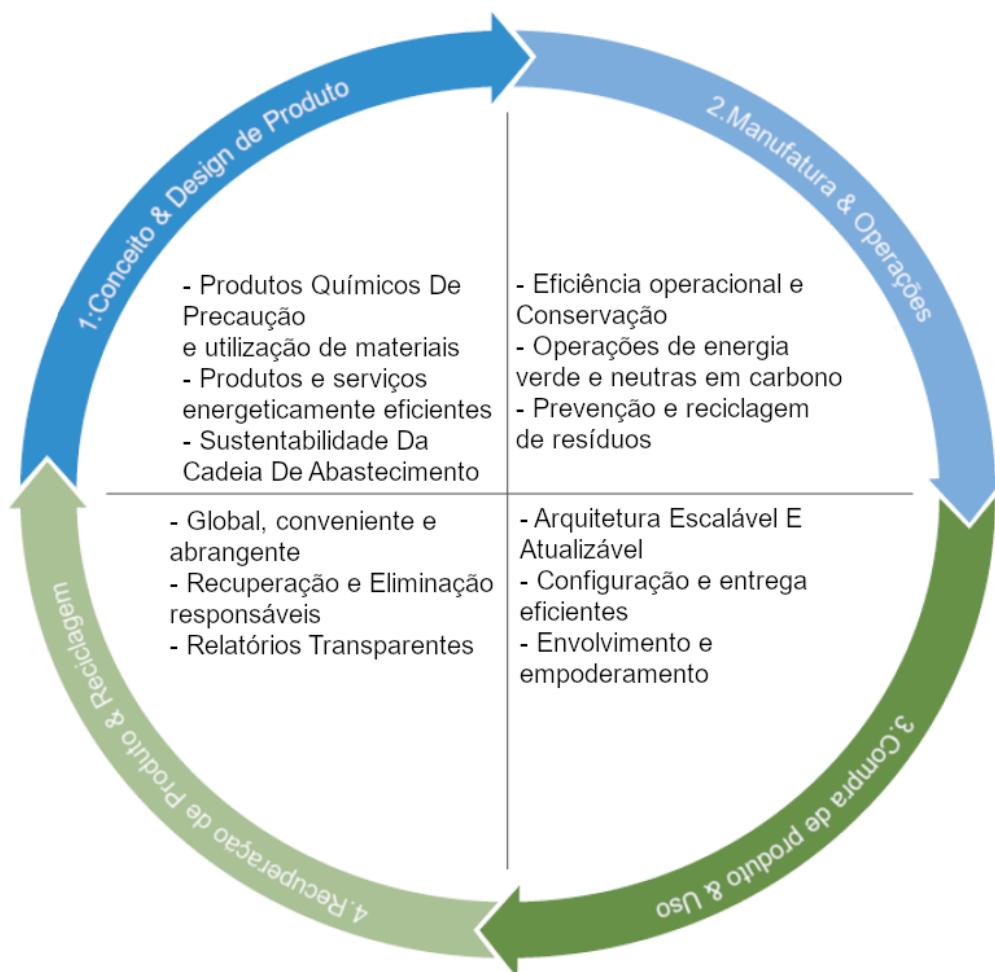 1:Conceito & Design de Produto
- Produtos Químicos De
Precaução
e utilização de materiais
- Produtos e serviços
energeticamente eficientes
- Sustentabilidade Da
Cadeia De Abastecimento
2.Manufatura & Operações
- Eficiência operacional e
Conservação
- Operações de energia
verde e neutras em carbono
- Prevenção e reciclagem
de resíduos
3.Compra de produto & Uso
- Arquitetura Escalável E
Atualizável
- Configuração e entrega
eficientes
- Envolvimento e
empoderamento
4.Recuperação de Produto & Reciclagem
- Global, conveniente e
abrangente
- Recuperação e Eliminação
responsáveis
- Relatórios Transparentes